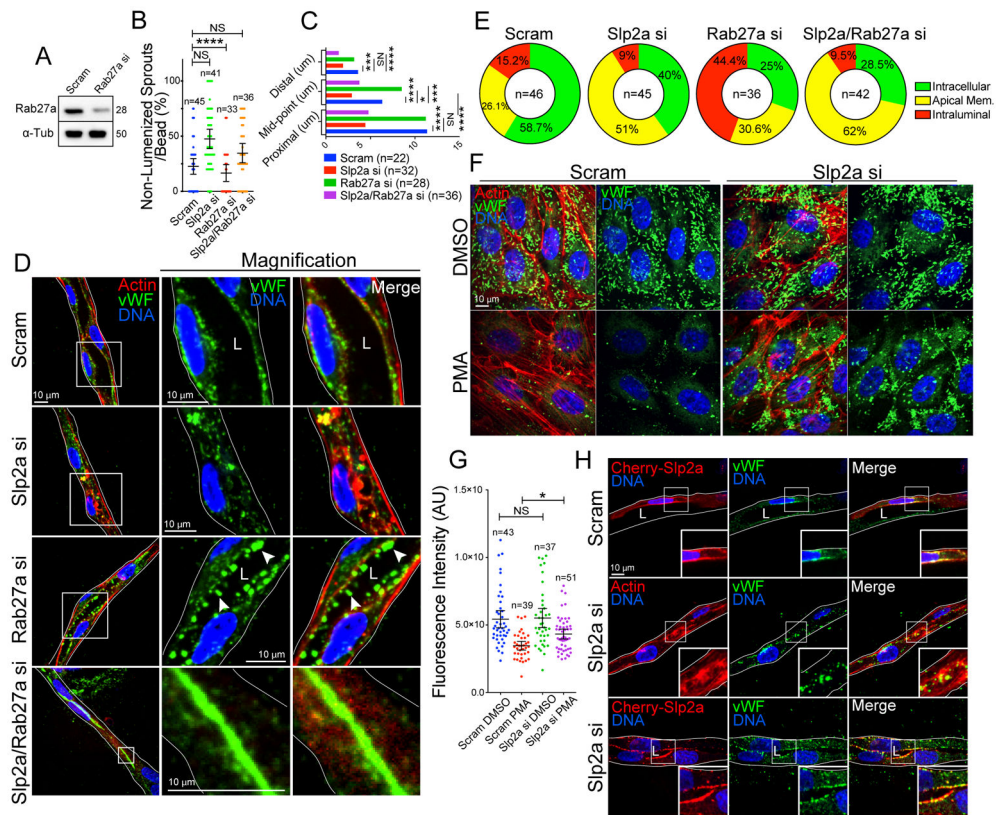 A
Scram
Rab27a si
Rab27a
28
α-Tub
50
B
Non-Lumenized Sprouts
/Bead (%)
100
75
50
25
0
NS
****
NS
n=41
n=45
n=33
n=36
Scram
Slp2a si
Rab27a si
Slp2a/Rab27a si
C
Distal (um)
Mid-point (um)
Proximal (um)
***
NS
****
****
*
***
****
NS
****
0
5
10
15
Scram (n=22)
Slp2a si (n=32)
Rab27a si (n=28)
Slp2a/Rab27a si (n=36)
E
Scram
Slp2a si
Rab27a si
Slp2a/Rab27a si
15.2%
26.1%
58.7%
n=46
9%
40%
51%
n=45
44.4%
25%
30.6%
n=36
9.5%
28.5%
62%
n=42
Intracellular
Apical Mem.
Intraluminal
D
Magnification
Actin
vWF
DNA
vWF
DNA
Merge
Scram
L
10 µm
10 µm
Slp2a si
10 µm
Rab27a si
L
10 µm
Slp2a/Rab27a si
10 µm
F
Scram
Slp2a si
Actin
vWF
DNA
vWF
DNA
DMSO
10 µm
PMA
G
Fluorescence Intensity (AU)
1.5×10⁶
1.0×10⁶
5.0×10⁵
0
NS
*
n=43
n=39
n=37
n=51
Scram DMSO
Scram PMA
Slp2a si DMSO
Slp2a si PMA
H
Cherry-Slp2a
DNA
vWF
DNA
Merge
Scram
L
10 µm
Actin
DNA
vWF
DNA
Merge
Slp2a si
Cherry-Slp2a
DNA
vWF
DNA
Merge
Slp2a si
L
L
L